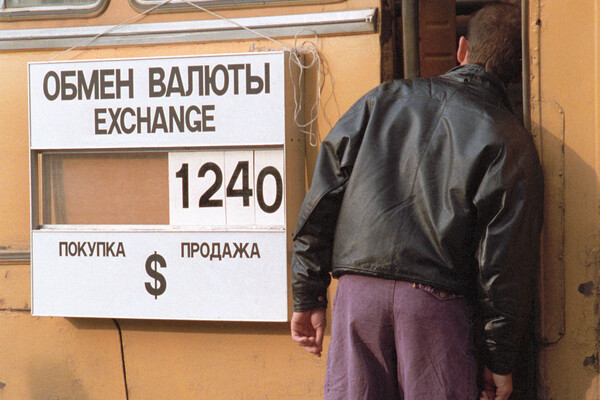 ОБМЕН ВАЛЮТЫ
EXCHANGE
1240
ПОКУПКА $ ПРОДАЖА